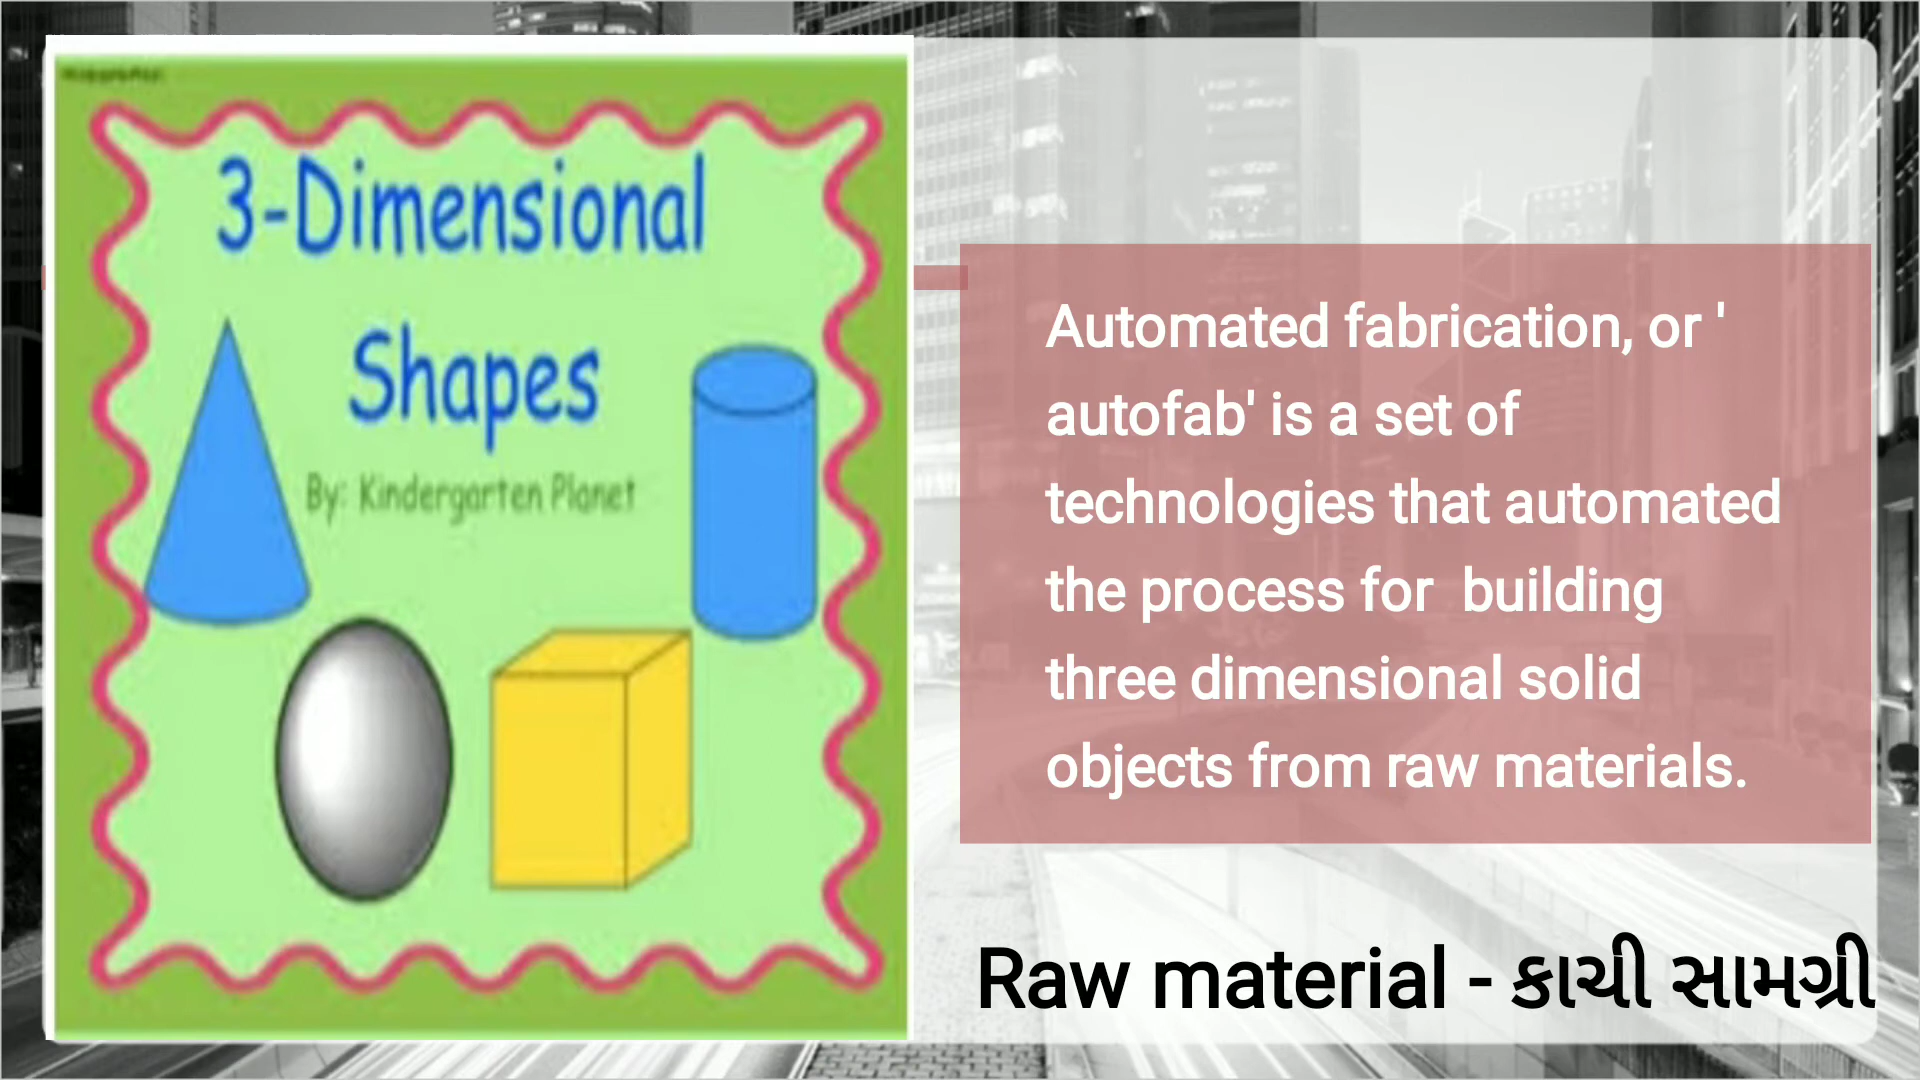 3-Dimensional
Shapes
By: Kindergarten Planet
Automated fabrication, or '
autofab' is a set of
technologies that automated
the process for  building
three dimensional solid
objects from raw materials.
Raw material - કાચી સામગ્રી